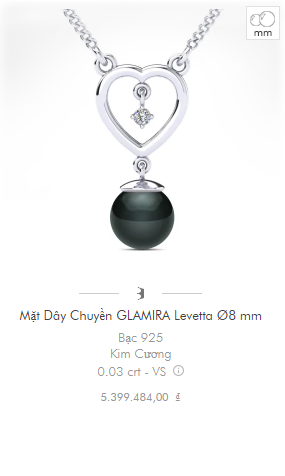 mm
Mặt Dây Chuyền GLAMIRA Levetta Ø8 mm
Bạc 925
Kim Cương
0.03 crt - VS
5.399.484,00 ₫